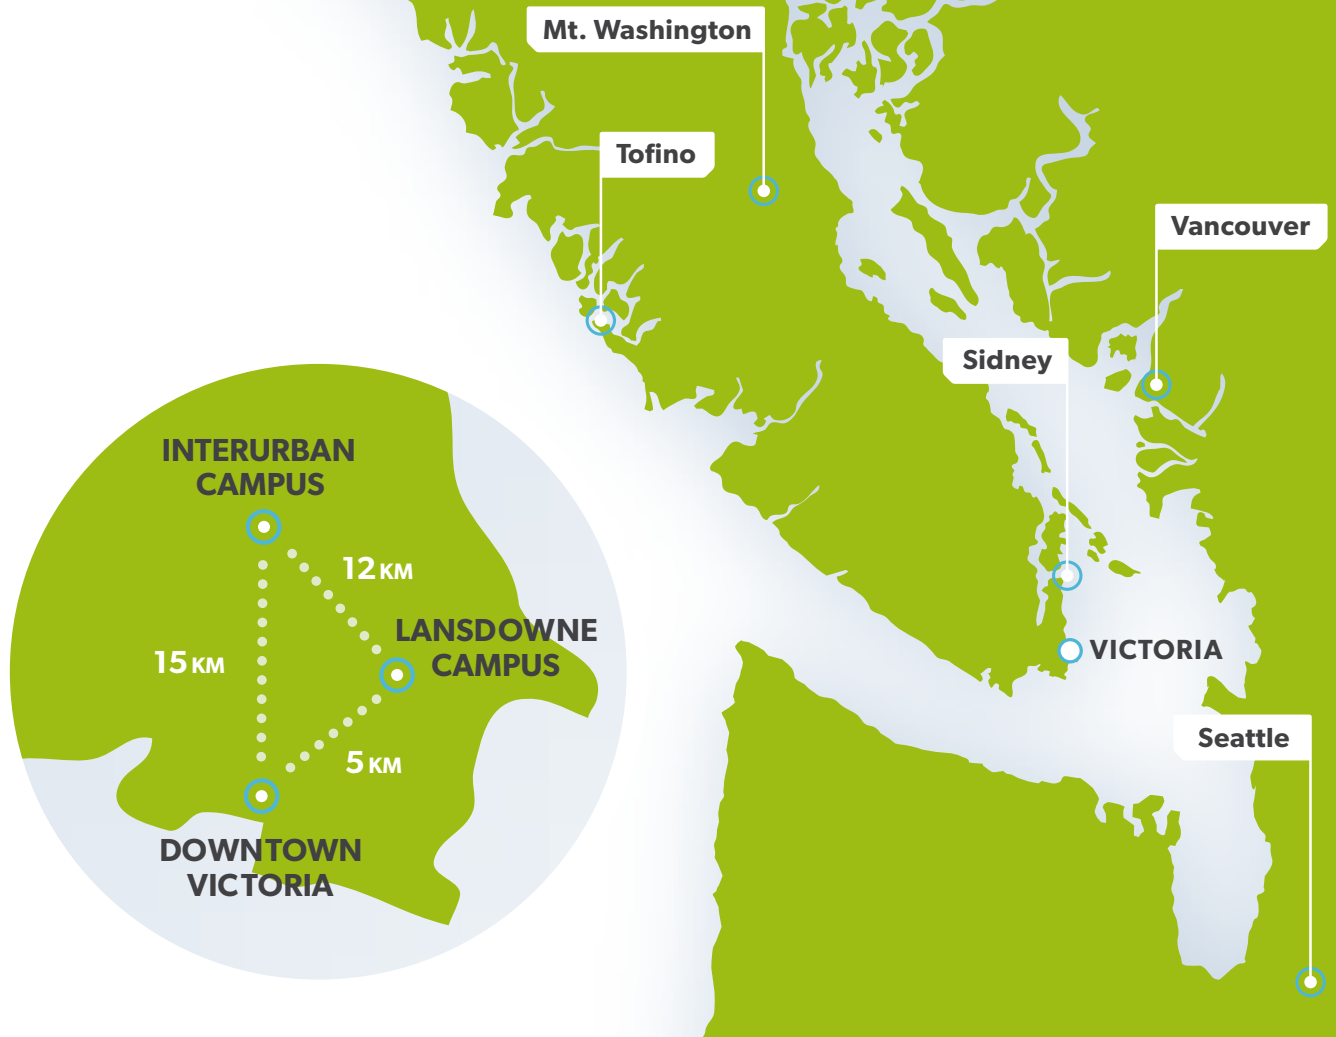 Mt. Washington
Tofino
Vancouver
Sidney
INTERURBAN
CAMPUS
12 KM
LANSDOWNE
CAMPUS
15 KM
VICTORIA
Seattle
5 KM
DOWNTOWN
VICTORIA